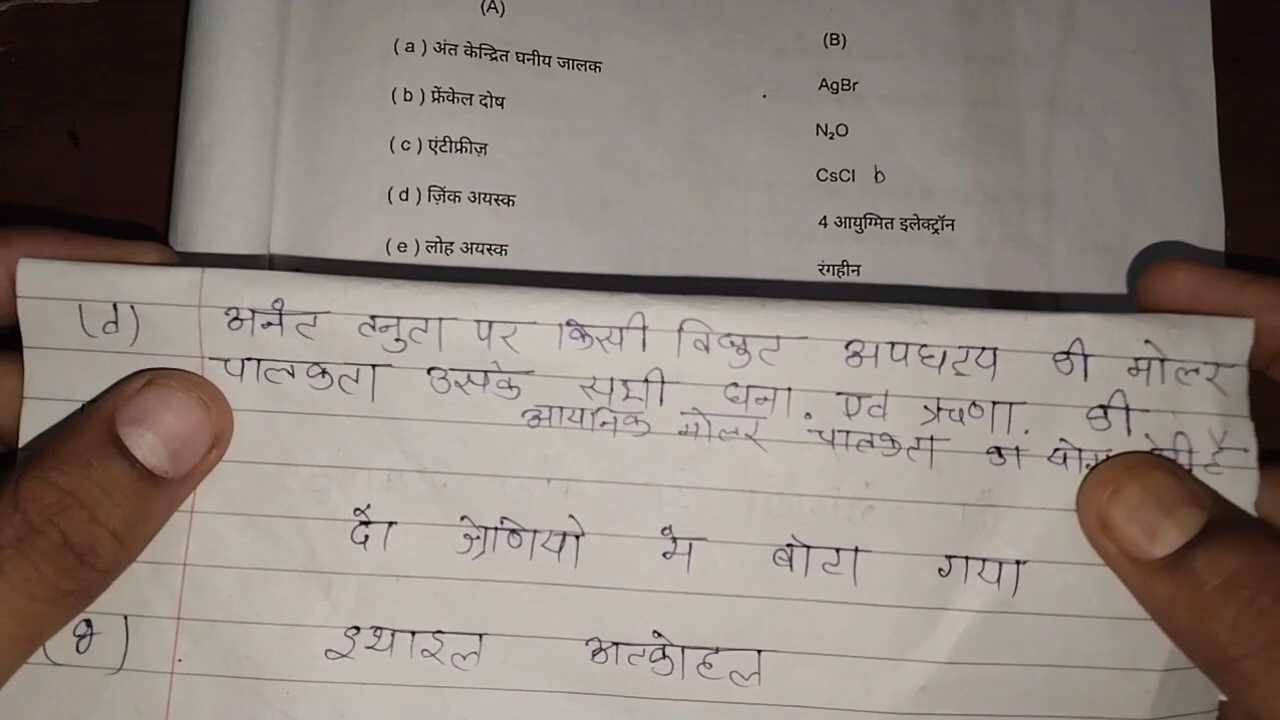 (A)
(B)
( a ) अंत केन्द्रित घनीय जालक
AgBr
( b ) फ्रेंकेल दोष
N₂O
( c ) एंटीफ्रीज़
CsCl b
( d ) ज़िंक अयस्क
4 आयुग्मित इलेक्ट्रॉन
( e ) लोह अयस्क
रंगहीन
(d) अनंट तनुटा पर किसी विद्युट अपघट्य की मोलर
चालकता उसके सभी धना. एवं ऋणा. की
आयनिक मोलर चालकता का
दो श्रेणियो मे बोटा गया
इथाइल अल्कोहल